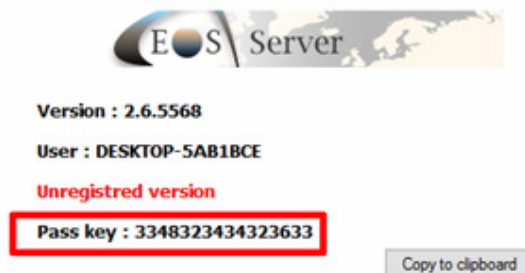 EOS Server
Version : 2.6.5568
User : DESKTOP-5AB1BCE
Unregistred version
Pass key : 3348323434323633
Copy to clipboard